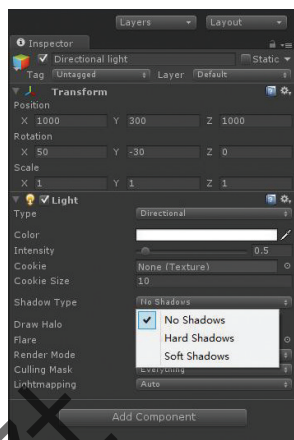 Layers Layout
Inspector
Directional light Static
Tag Untagged Layer Default
Transform
Position
X 1000 Y 300 Z 1000
Rotation
X 50 Y -30 Z 0
Scale
X 1 Y 1 Z 1
Light
Type Directional
Color
Intensity 0.5
Cookie None (Texture)
Cookie Size 10
Shadow Type No Shadows
No Shadows
Draw Halo
Hard Shadows
Flare
Soft Shadows
Render Mode
Culling Mask Everything
Lightmapping Auto
Add Component